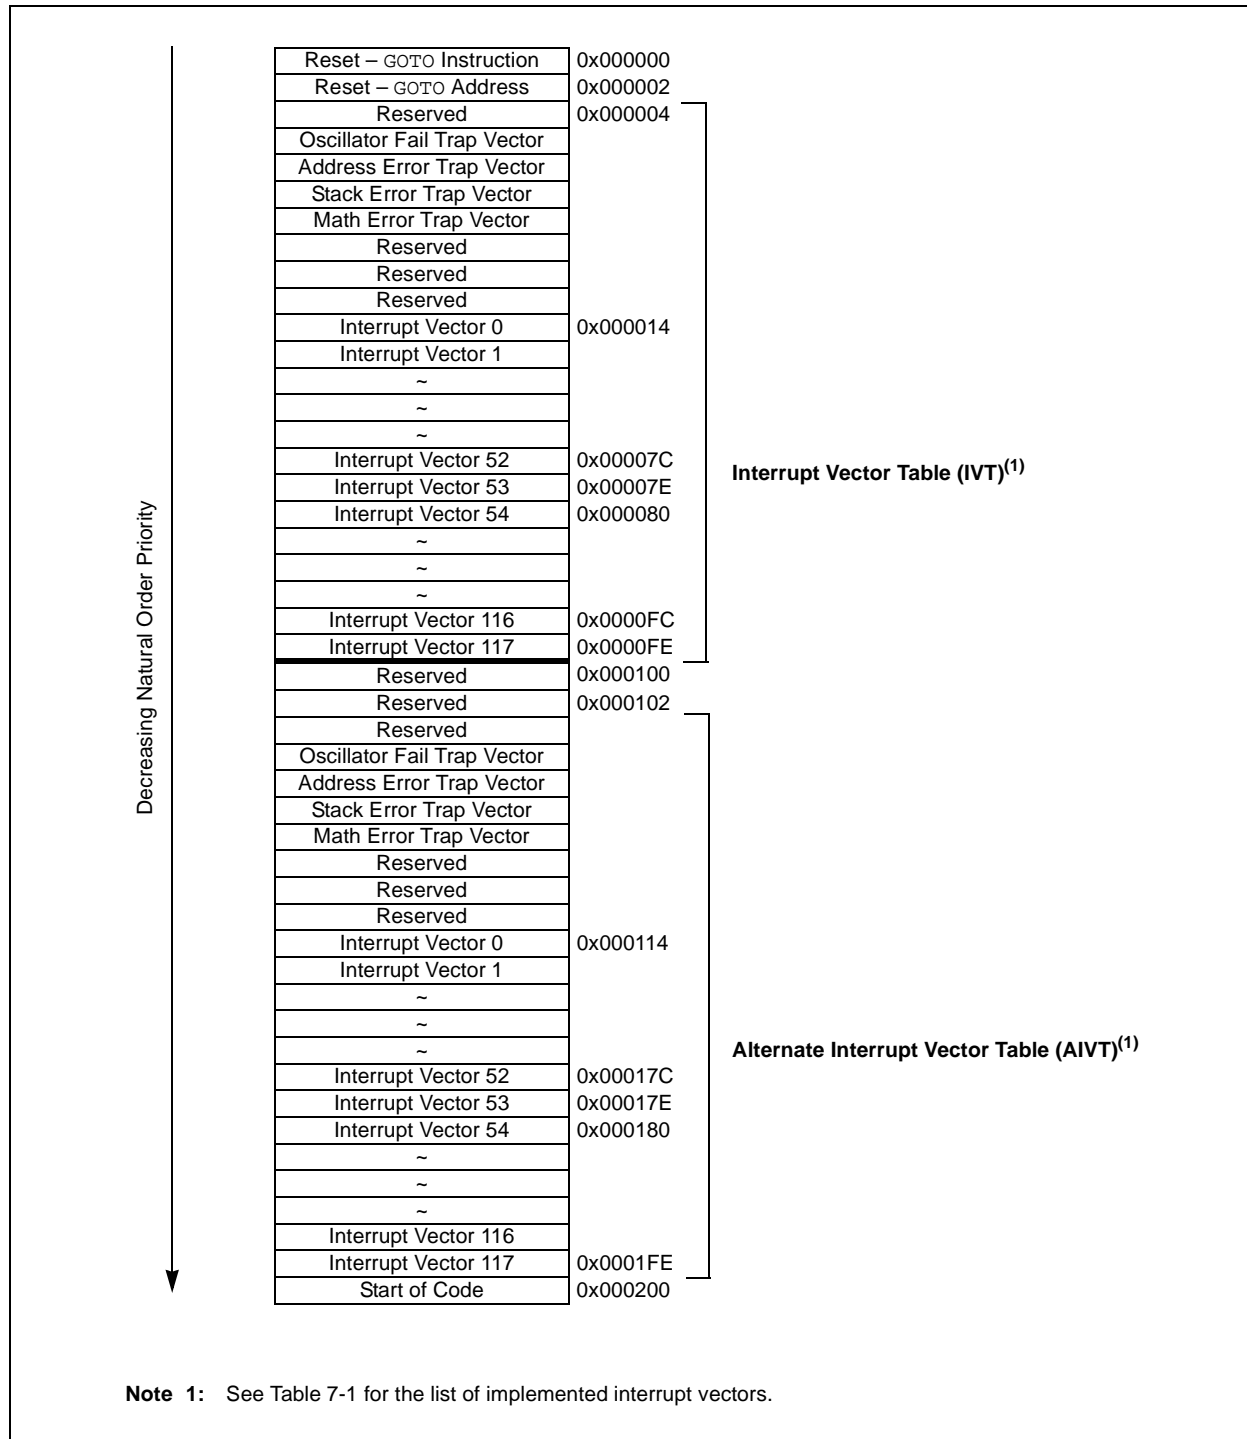 Reset – GOTO Instruction 0x000000
Reset – GOTO Address 0x000002
Reserved 0x000004
Oscillator Fail Trap Vector
Address Error Trap Vector
Stack Error Trap Vector
Math Error Trap Vector
Reserved
Reserved
Reserved
Interrupt Vector 0 0x000014
Interrupt Vector 1
~
~
~
Interrupt Vector 52 0x00007C
Interrupt Vector Table (IVT)(1)
Interrupt Vector 53 0x00007E
Interrupt Vector 54 0x000080
~
~
~
Interrupt Vector 116 0x0000FC
Interrupt Vector 117 0x0000FE
Decreasing Natural Order Priority
Reserved 0x000100
Reserved 0x000102
Reserved
Oscillator Fail Trap Vector
Address Error Trap Vector
Stack Error Trap Vector
Math Error Trap Vector
Reserved
Reserved
Reserved
Interrupt Vector 0 0x000114
Interrupt Vector 1
~
~
~
Alternate Interrupt Vector Table (AIVT)(1)
Interrupt Vector 52 0x00017C
Interrupt Vector 53 0x00017E
Interrupt Vector 54 0x000180
~
~
~
Interrupt Vector 116
Interrupt Vector 117 0x0001FE
Start of Code 0x000200
Note 1: See Table 7-1 for the list of implemented interrupt vectors.